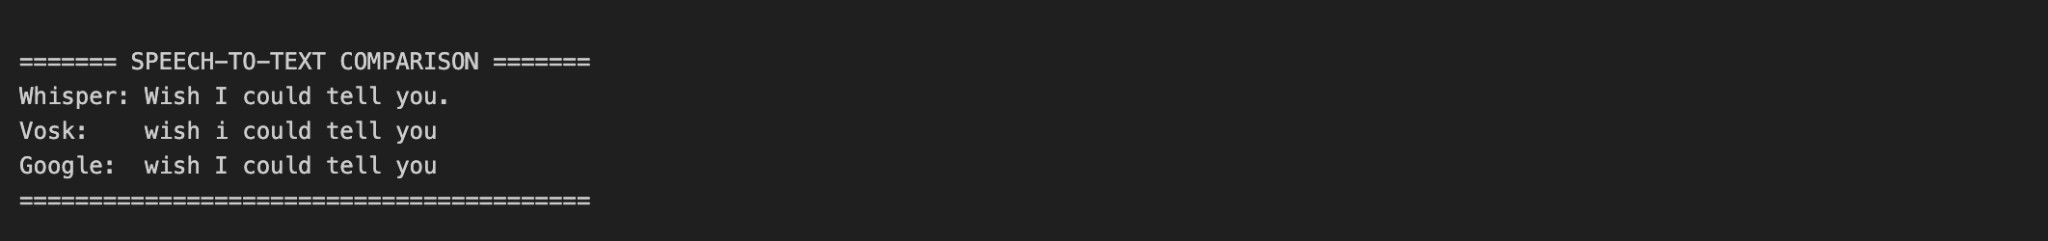 ======= SPEECH-TO-TEXT COMPARISON =======
Whisper: Wish I could tell you.
Vosk:    wish i could tell you
Google:  wish I could tell you
=========================================